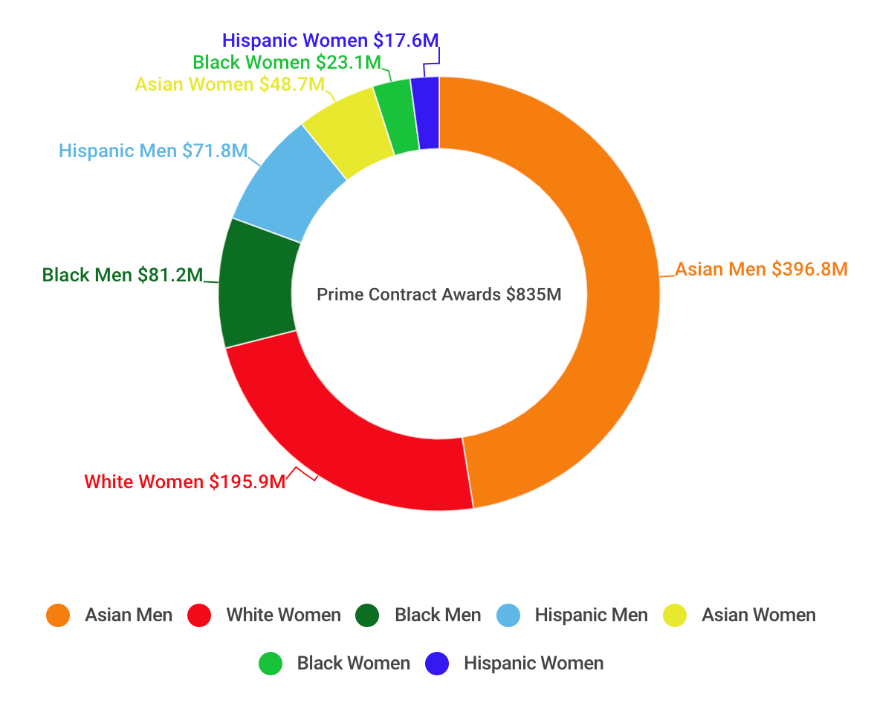 Hispanic Women $17.6M
Black Women $23.1M
Asian Women $48.7M
Hispanic Men $71.8M
Asian Men $396.8M
Black Men $81.2M
Prime Contract Awards $835M
White Women $195.9M
Asian Men White Women Black Men Hispanic Men Asian Women
Black Women Hispanic Women